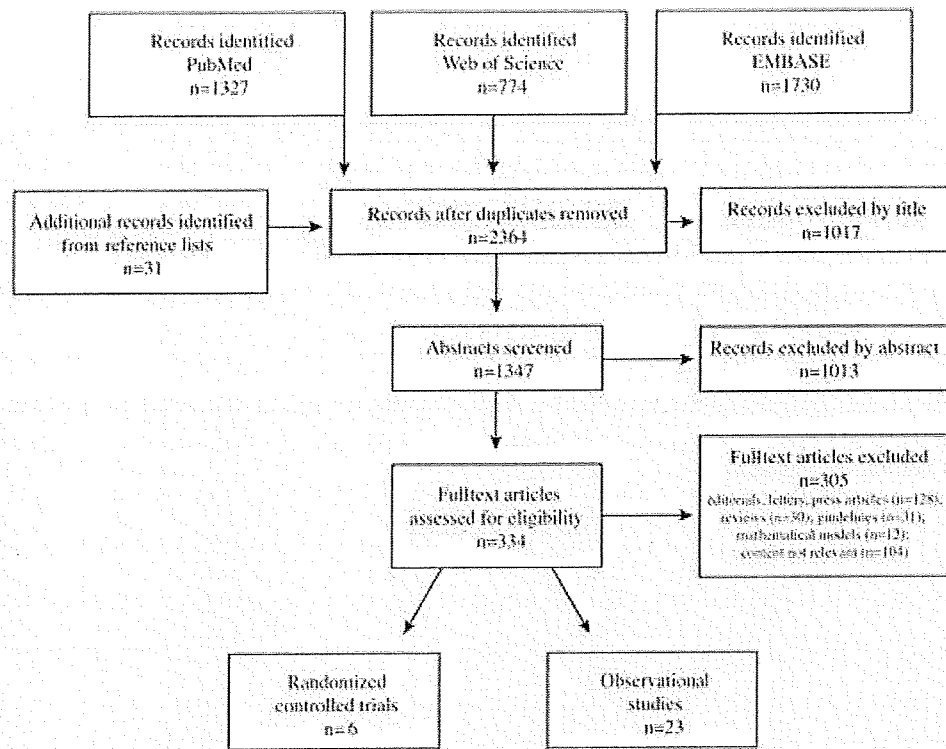 Records identified
PubMed
n=1327
Records identified
Web of Science
n=774
Records identified
EMBASE
n=1730
Additional records identified
from reference lists
n=31
Records after duplicates removed
n=2364
Records excluded by title
n=1017
Abstracts screened
n=1347
Records excluded by abstract
n=1013
Fulltext articles
assessed for eligibility
n=334
Fulltext articles excluded
n=305
editorials, letters, press articles (n=128),
reviews (n=30), guidelines (n=31),
mathematical models (n=12);
content not relevant (n=104)
Randomized
controlled trials
n=6
Observational
studies
n=23